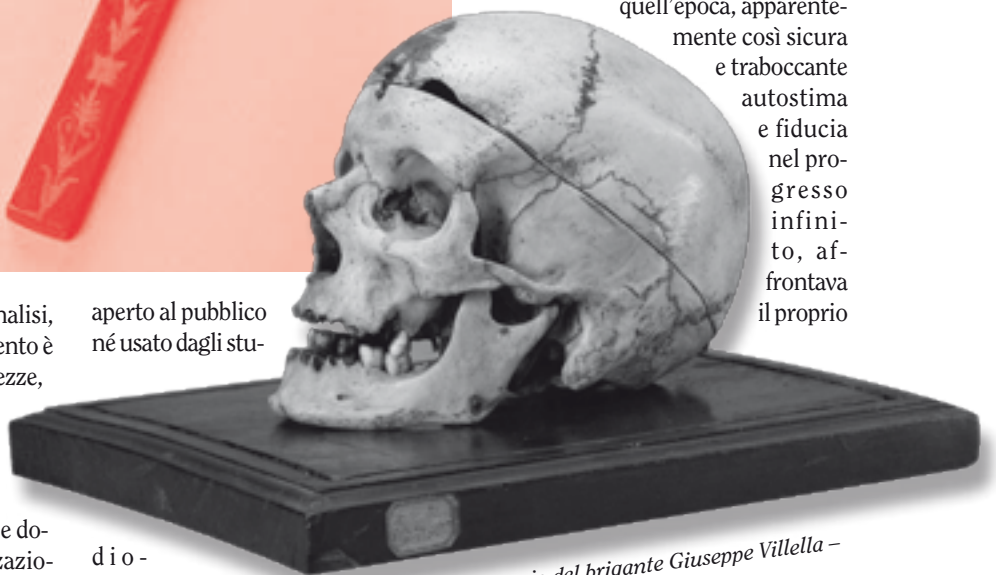 nalisi,
ento è
ezze,
e do-
zazio-
aperto al pubblico
né usato dagli stu-
dio-
quell'epoca, apparente-
mente così sicura
e traboccante
autostima
e fiducia
nel pro-
gresso
infini-
to, af-
frontava
il proprio
del brigante Giuseppe Villella –